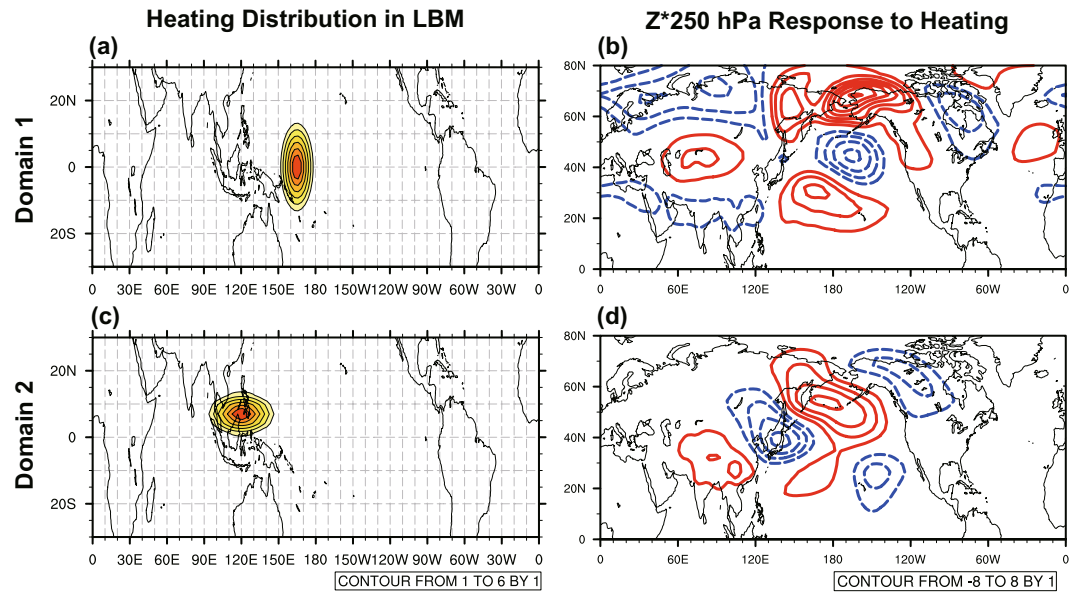 Heating Distribution in LBM
Z*250 hPa Response to Heating
Domain 1
(a)
20N
0
20S
0 30E 60E 90E 120E 150E 180 150W 120W 90W 60W 30W 0
(b)
80N
60N
40N
20N
0
0 60E 120E 180 120W 60W 0
Domain 2
(c)
20N
0
20S
0 30E 60E 90E 120E 150E 180 150W 120W 90W 60W 30W 0
CONTOUR FROM 1 TO 6 BY 1
(d)
80N
60N
40N
20N
0
0 60E 120E 180 120W 60W 0
CONTOUR FROM -8 TO 8 BY 1